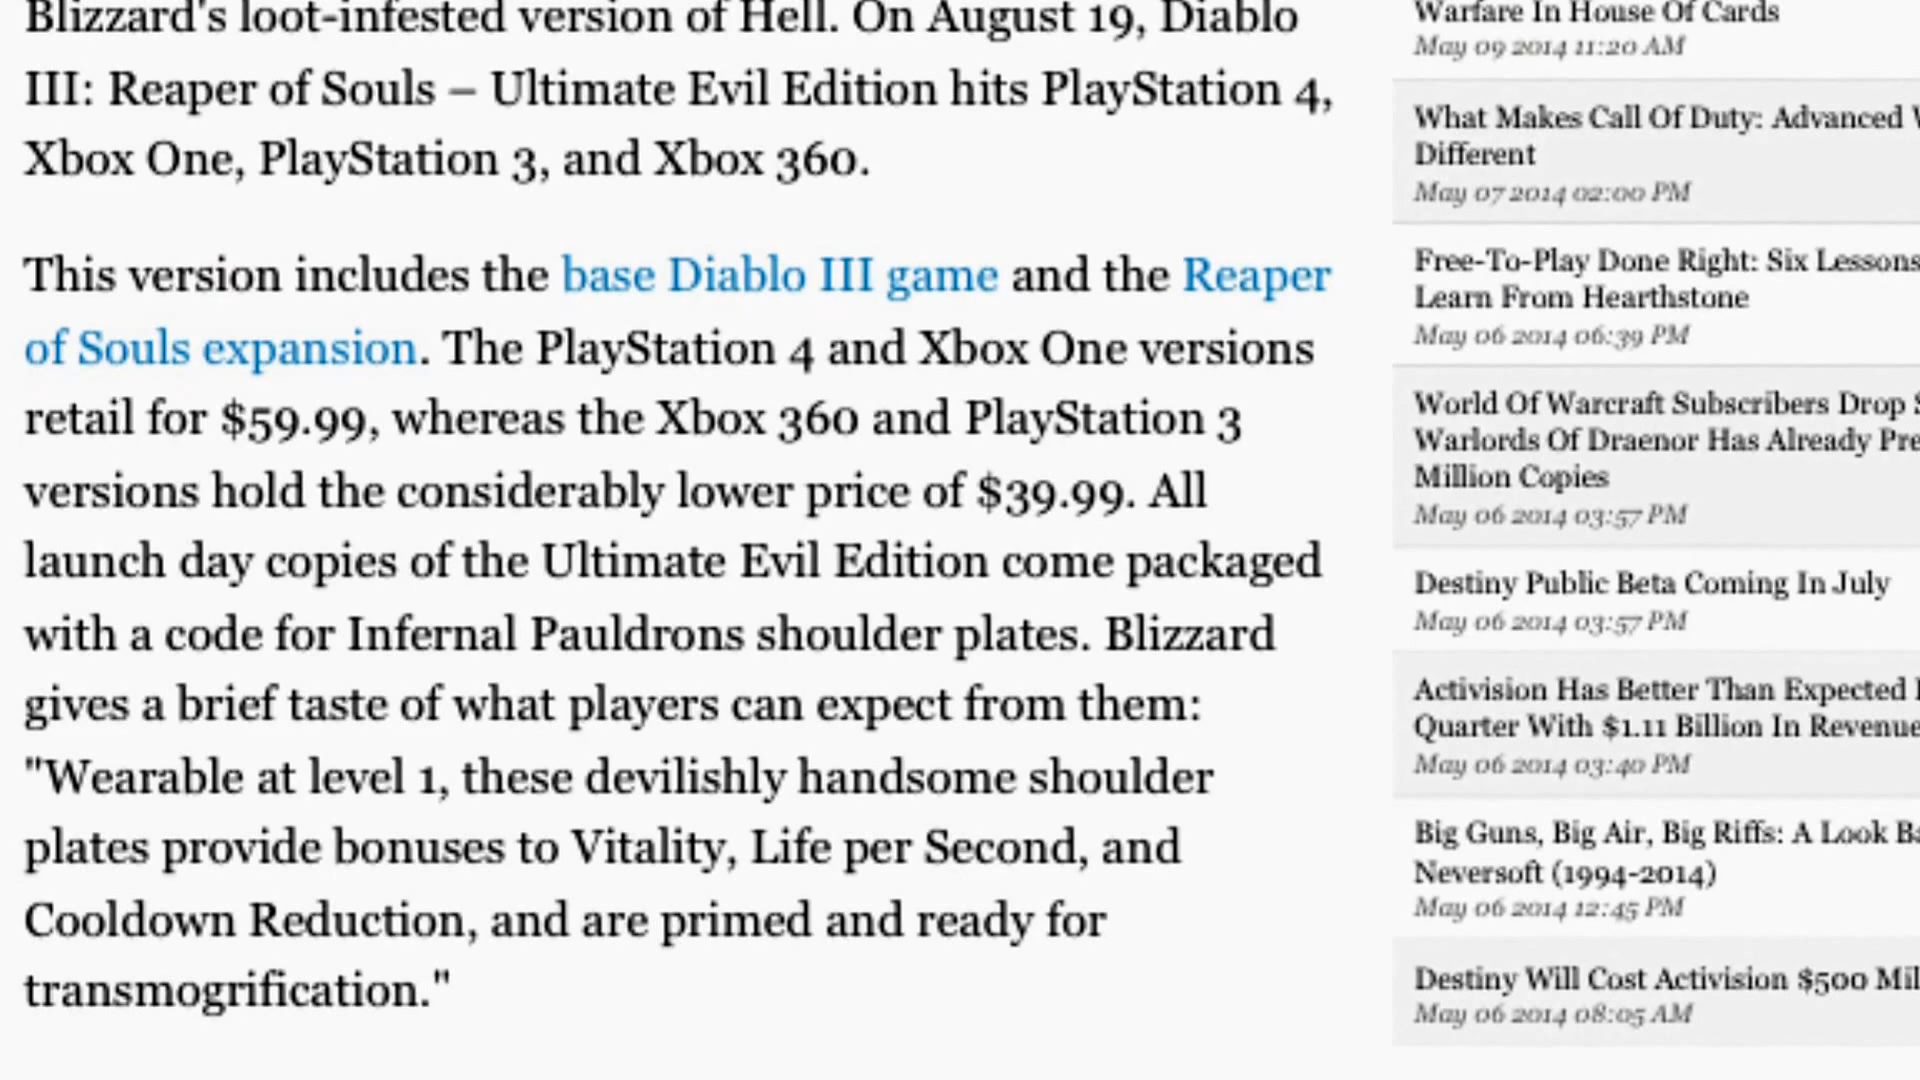 Blizzard's loot-infested version of Hell. On August 19, Diablo
III: Reaper of Souls – Ultimate Evil Edition hits PlayStation 4,
Xbox One, PlayStation 3, and Xbox 360.
This version includes the base Diablo III game and the Reaper
of Souls expansion. The PlayStation 4 and Xbox One versions
retail for $59.99, whereas the Xbox 360 and PlayStation 3
versions hold the considerably lower price of $39.99. All
launch day copies of the Ultimate Evil Edition come packaged
with a code for Infernal Pauldrons shoulder plates. Blizzard
gives a brief taste of what players can expect from them:
"Wearable at level 1, these devilishly handsome shoulder
plates provide bonuses to Vitality, Life per Second, and
Cooldown Reduction, and are primed and ready for
transmogrification."
Warfare In House Of Cards
May 09 2014 11:20 AM
What Makes Call Of Duty: Advanced
Different
May 07 2014 02:00 PM
Free-To-Play Done Right: Six Lessons
Learn From Hearthstone
May 06 2014 06:39 PM
World Of Warcraft Subscribers Drop
Warlords Of Draenor Has Already Pre
Million Copies
May 06 2014 03:57 PM
Destiny Public Beta Coming In July
May 06 2014 03:57 PM
Activision Has Better Than Expected
Quarter With $1.11 Billion In Revenue
May 06 2014 03:40 PM
Big Guns, Big Air, Big Riffs: A Look Ba
Neversoft (1994-2014)
May 06 2014 12:45 PM
Destiny Will Cost Activision $500 Mil
May 06 2014 08:05 AM